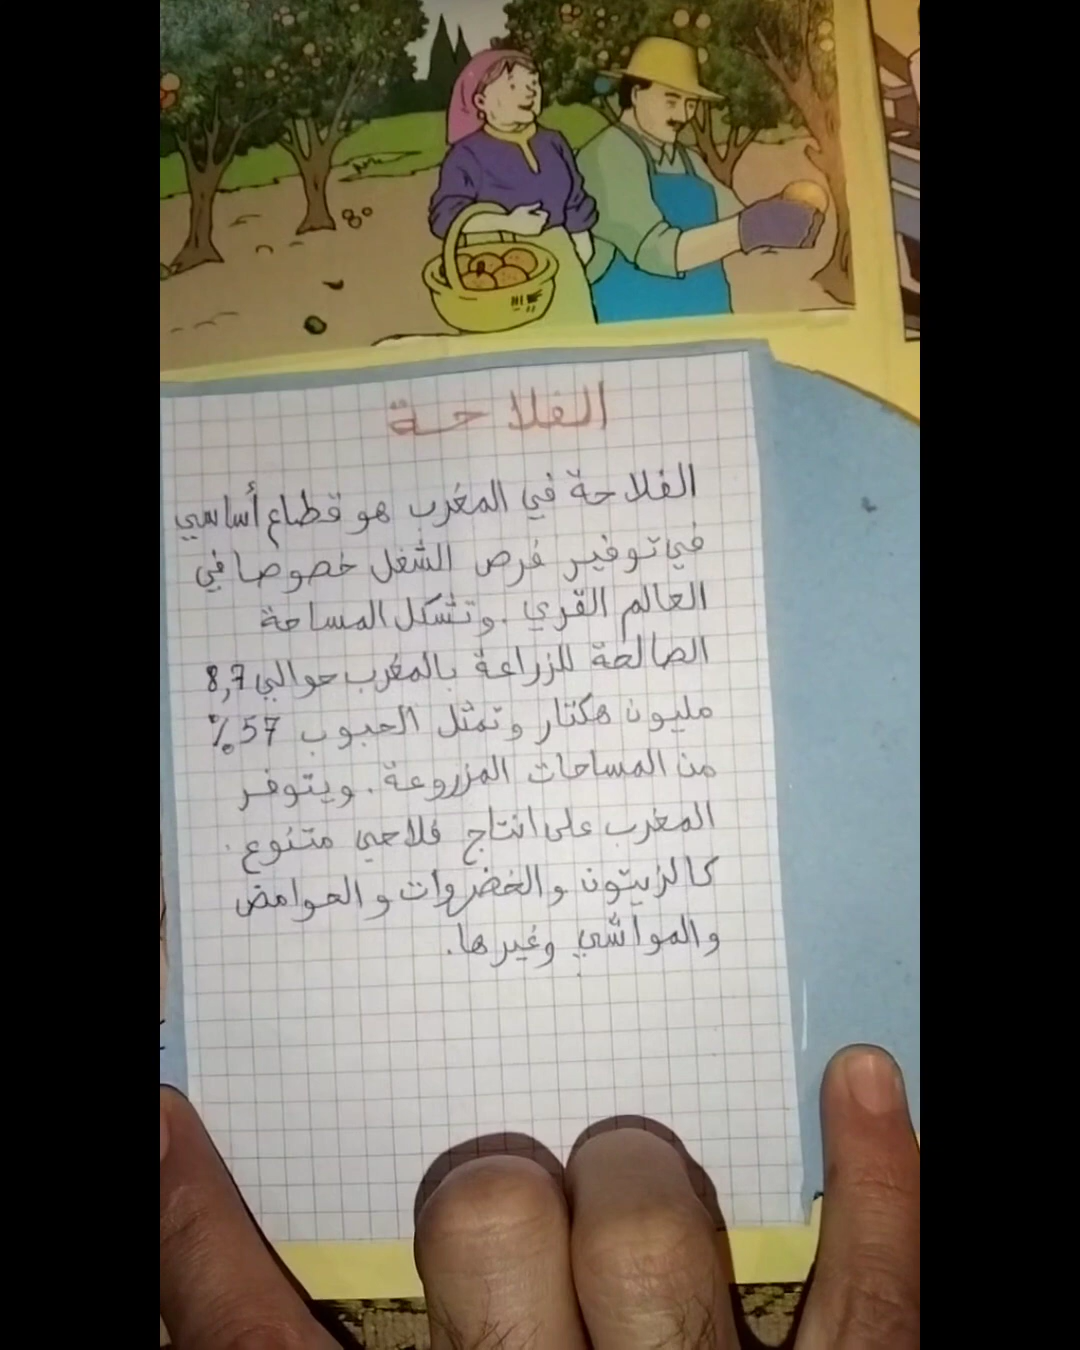 الفلاحة
الفلاحة في المغرب هو قطاع أساسي
في توفير فرص الشغل خصوصا في
العالم القري. وتشكل المساحة
الصالحة للزراعة بالمغرب حوالي 8,7
مليون هكتار وتمثل الحبوب 57%
من المساحات المزروعة. ويتوفر
المغرب على انتاج فلاحي متنوع.
كالزيتون والخضروات والحوامض
والمواشي وغيرها.